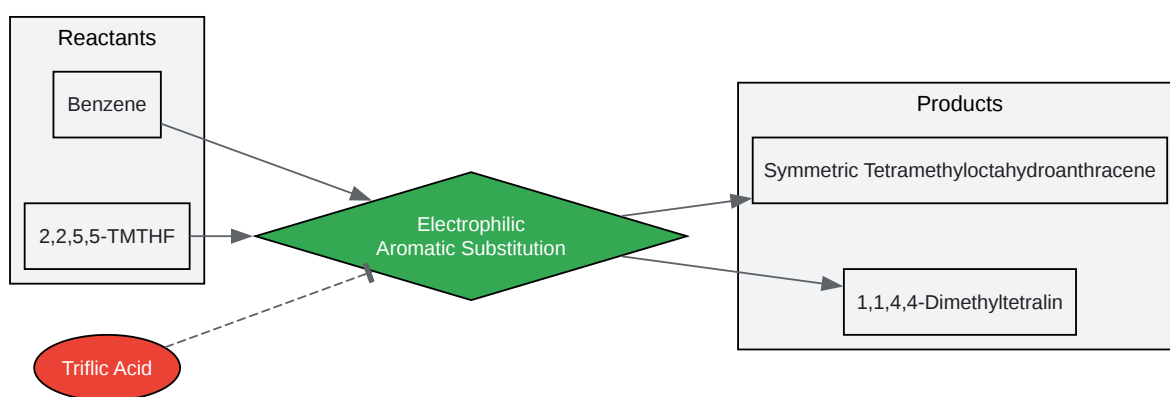 Reactants
Benzene
2,2,5,5-TMTHF
Triflic Acid
Electrophilic
Aromatic Substitution
Products
Symmetric Tetramethyloctahydroanthracene
1,1,4,4-Dimethyltetralin